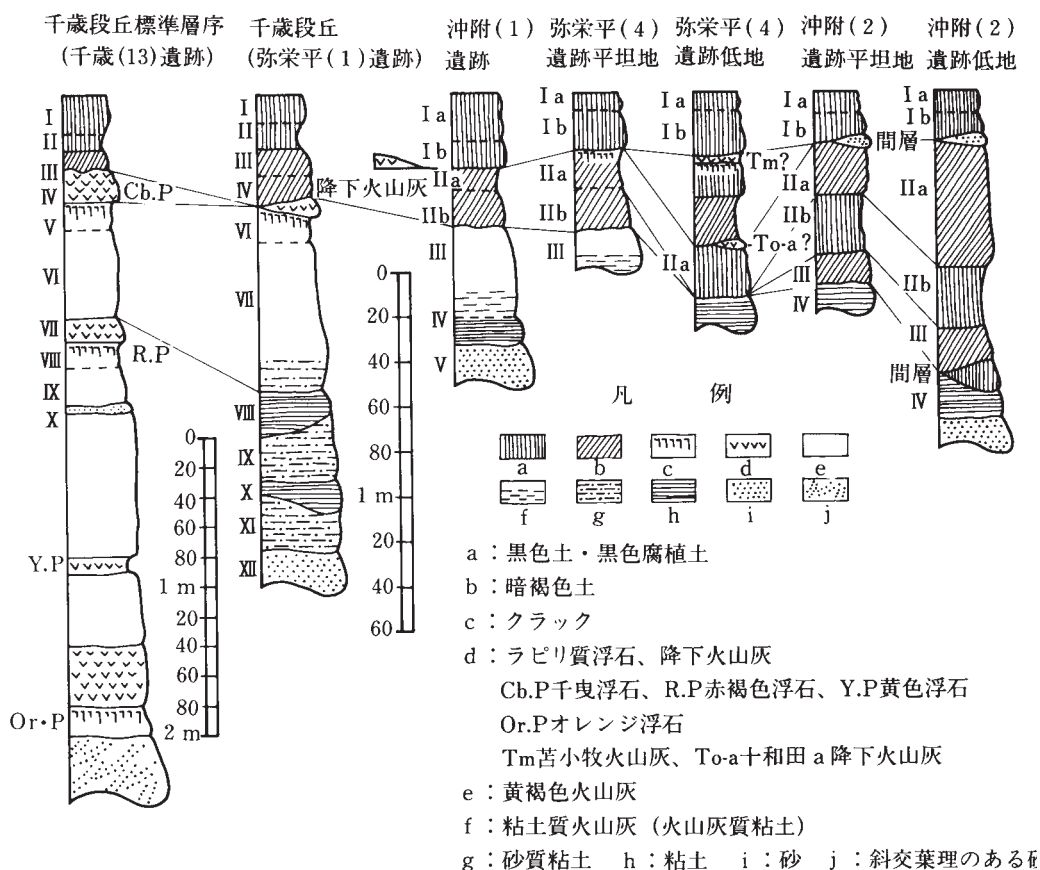 千歳段丘標準層序
(千歳(13)遺跡)
千歳段丘
(弥栄平(1)遺跡)
沖附(1)
遺跡
弥栄平(4)
遺跡平坦地
弥栄平(4)
遺跡低地
沖附(2)
遺跡平坦地
沖附(2)
遺跡低地
I
II
III
IV
V
VI
VII
VIII
IX
X
Cb.P
R.P
Y.P
Or・P
0
20
40
60
80
1 m
20
40
60
80
2 m
I
II
III
IV
VI
VII
VIII
IX
X
XI
XII
降下火山灰
0
20
40
60
80
1 m
20
40
60
I a
I b
IIa
IIb
III
IV
V
I a
I b
IIa
IIb
III
I a
I b
Tm?
To-a?
IIa
I a
I b
IIa
IIb
III
IV
I a
I b
間層
IIa
IIb
III
間層
IV
凡 例
a b c d e
f g h i j
a：黒色土・黒色腐植土
b：暗褐色土
c：クラック
d：ラピリ質浮石、降下火山灰
Cb.P千曳浮石、R.P赤褐色浮石、Y.P黄色浮石
Or.Pオレンジ浮石
Tm苫小牧火山灰、To-a十和田 a 降下火山灰
e：黄褐色火山灰
f：粘土質火山灰（火山灰質粘土）
g：砂質粘土 h：粘土 i：砂 j：斜交葉理のある